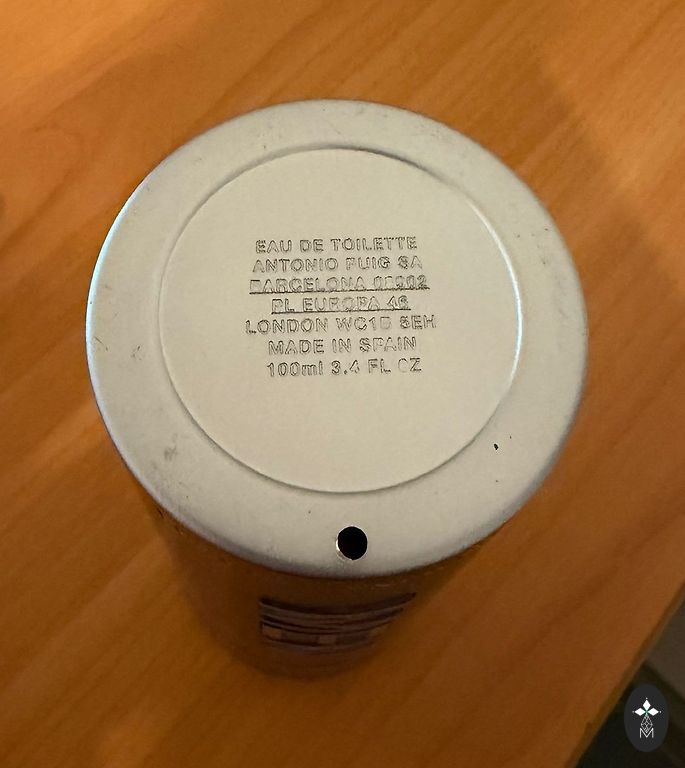 EAU DE TOILETTE
ANTONIO PUIG SA
BARCELONA
PL EUROPA 46
LONDON WC1B 5EH
MADE IN SPAIN
100ml 3.4 FL OZ
M